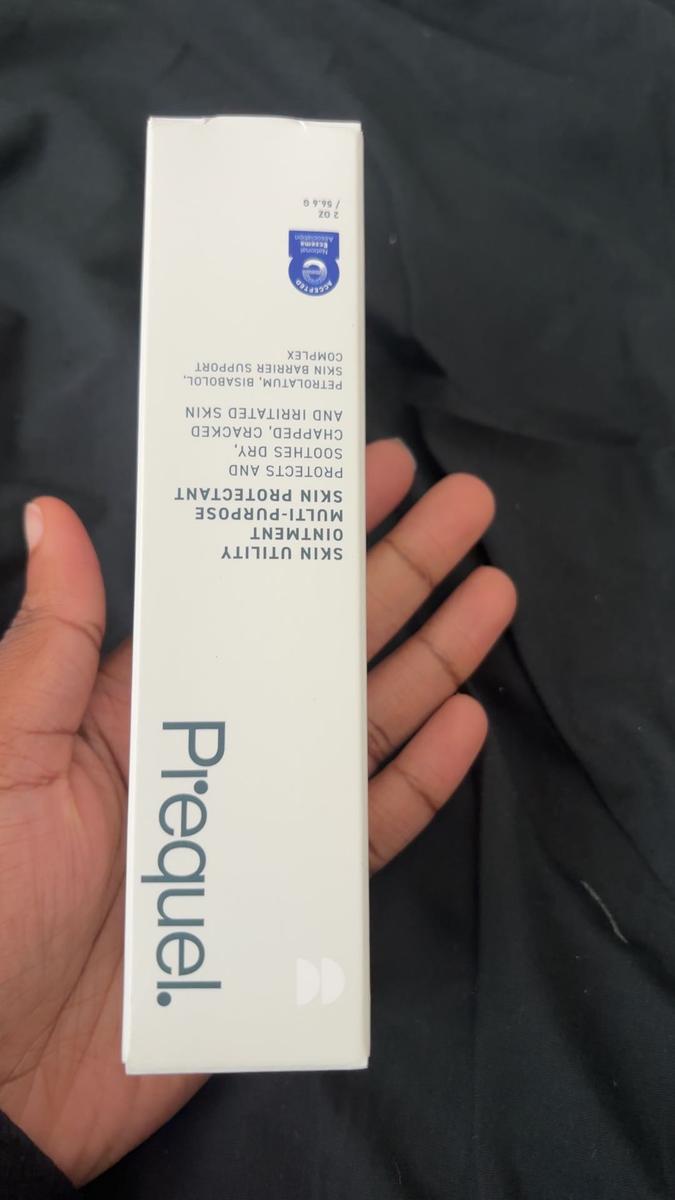 Prequel.
SKIN UTILITY
OINTMENT
MULTI-PURPOSE
SKIN PROTECTANT
PROTECTS AND
SOOTHES DRY,
CHAPPED, CRACKED
AND IRRITATED SKIN
PETROLATUM, BISABOLOL,
SKIN BARRIER SUPPORT
COMPLEX
ACCEPTED
National
Eczema
Association
2 OZ
/ 56.6 G